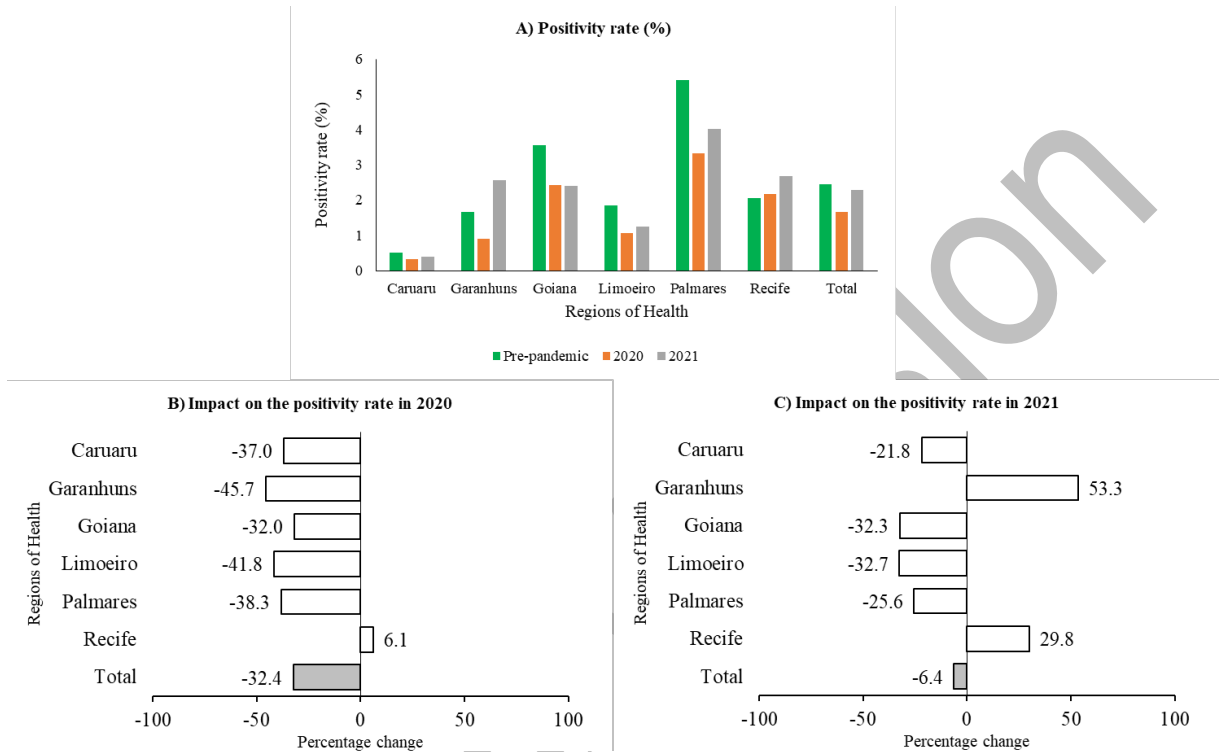 A) Positivity rate (%)
Positivity rate (%)
6
5
4
3
2
1
0
Caruaru Garanhuns Goiana Limoeiro Palmares Recife Total
Regions of Health
Pre-pandemic 2020 2021
B) Impact on the positivity rate in 2020
Regions of Health
Caruaru -37.0
Garanhuns -45.7
Goiana -32.0
Limoeiro -41.8
Palmares -38.3
Recife 6.1
Total -32.4
-100 -50 0 50 100
Percentage change
C) Impact on the positivity rate in 2021
Regions of Health
Caruaru -21.8
Garanhuns 53.3
Goiana -32.3
Limoeiro -32.7
Palmares -25.6
Recife 29.8
Total -6.4
-100 -50 0 50 100
Percentage change